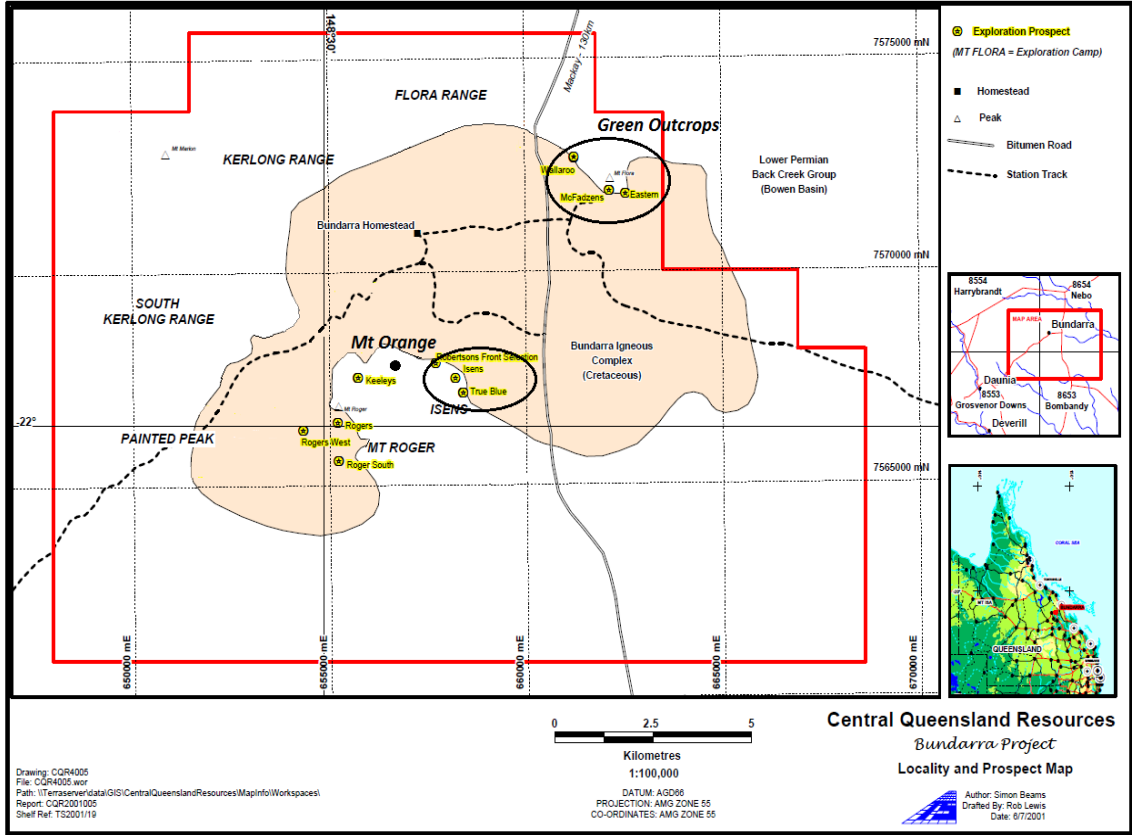 148°30'
Mackay - 130km
7575000 mN
FLORA RANGE
Green Outcrops
Mt Marion
KERLONG RANGE
Wallaroo
Mt Flora
McFadzens
Eastern
Lower Permian
Back Creek Group
(Bowen Basin)
Bundarra Homestead
7570000 mN
SOUTH
KERLONG RANGE
Mt Orange
Robertsons Front Selection
Isens
Keeleys
True Blue
ISENS
Bundarra Igneous
Complex
(Cretaceous)
Mt Roger
-22°
Rogers
PAINTED PEAK
Rogers West
MT ROGER
Roger South
7565000 mN
650000 mE
655000 mE
660000 mE
665000 mE
670000 mE
Exploration Prospect
(MT FLORA = Exploration Camp)
Homestead
Peak
Bitumen Road
Station Track
8554
Harrybrandt
8654
Nebo
MAP AREA
Bundarra
Daunia
8553
Grosvenor Downs
8653
Bombandy
Deverill
CORAL SEA
MT ISA
QUEENSLAND
0 2.5 5
Kilometres
1:100,000
DATUM: AGD66
PROJECTION: AMG ZONE 55
CO-ORDINATES: AMG ZONE 55
Central Queensland Resources
Bundarra Project
Locality and Prospect Map
Author: Simon Beams
Drafted By: Rob Lewis
Date: 6/7/2001
Drawing: CQR4005
File: CQR4005.wor
Path: \\Terraserver\data\GIS\CentralQueenslandResources\MapInfo\Workspaces\
Report: CQR2001005
Shelf Ref: TS2001/19